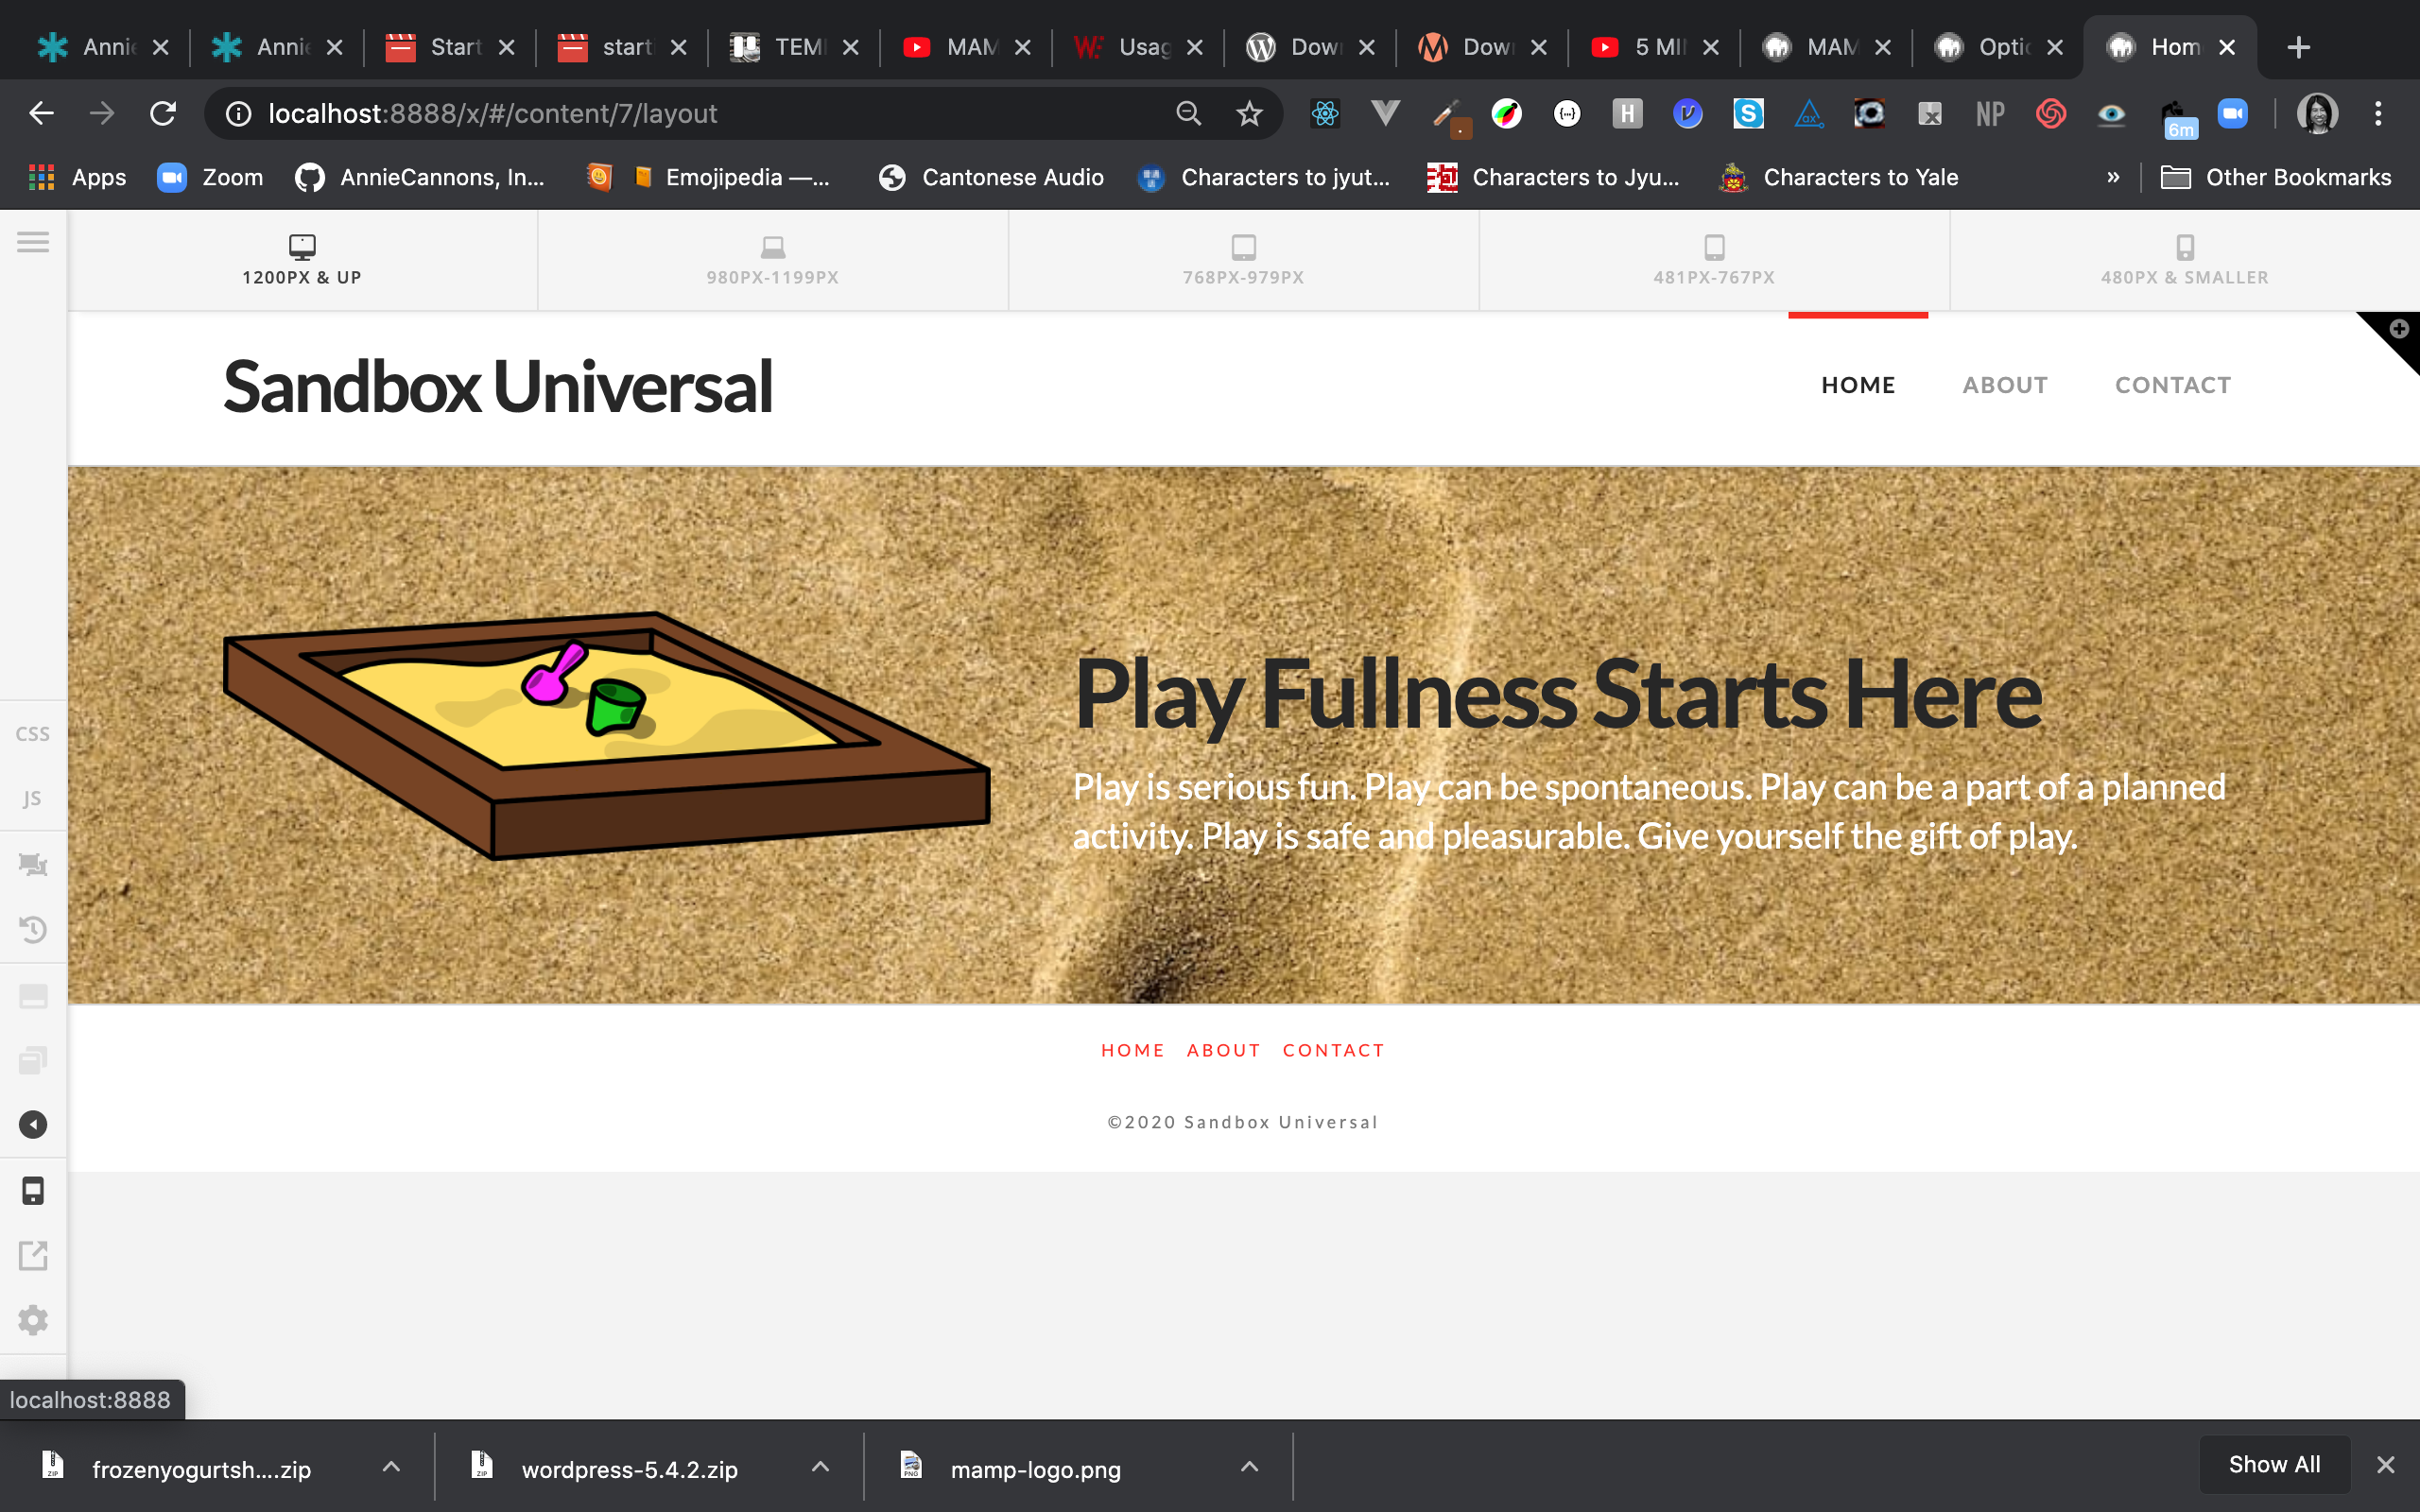 Annie
Annie
Start
start
TEM
MAM
Usag
Dow
Dow
5 MI
MAM
Optic
Hom
localhost:8888/x/#/content/7/layout
H
S
ax
NP
6m
Apps
Zoom
AnnieCannons, In...
Emojipedia —...
Cantonese Audio
Characters to jyut...
Characters to Jyu...
Characters to Yale
»
Other Bookmarks
1200PX & UP
980PX-1199PX
768PX-979PX
481PX-767PX
480PX & SMALLER
Sandbox Universal
HOME
ABOUT
CONTACT
CSS
JS
Play Fullness Starts Here
Play is serious fun. Play can be spontaneous. Play can be a part of a planned
activity. Play is safe and pleasurable. Give yourself the gift of play.
HOME ABOUT CONTACT
©2020 Sandbox Universal
localhost:8888
frozenyogurtsh....zip
wordpress-5.4.2.zip
mamp-logo.png
Show All